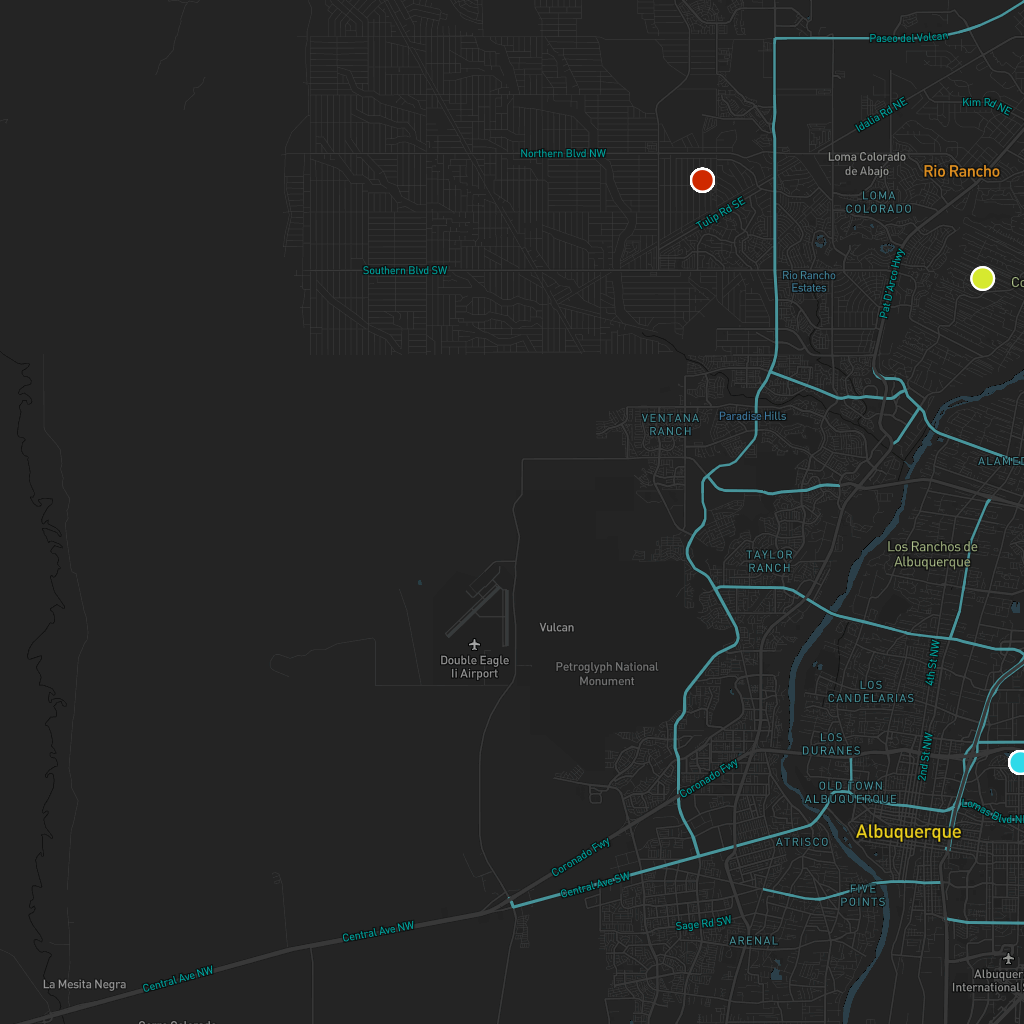 Paseo del Volcan
Kim Rd NE
Idalia Rd NE
Northern Blvd NW
Loma Colorado
de Abajo
Rio Rancho
LOMA
COLORADO
Tulip Rd SE
Southern Blvd SW
Rio Rancho
Estates
Pat D'Arco Hwy
Co
VENTANA
RANCH
Paradise Hills
ALAMED
Los Ranchos de
Albuquerque
TAYLOR
RANCH
Vulcan
Double Eagle
Ii Airport
Petroglyph National
Monument
4th St NW
LOS
CANDELARIAS
LOS
DURANES
2nd St NW
Coronado Fwy
OLD TOWN
ALBUQUERQUE
Lomas Blvd NE
Albuquerque
ATRISCO
Coronado Fwy
Central Ave SW
FIVE
POINTS
Sage Rd SW
Central Ave NW
ARENAL
Central Ave NW
La Mesita Negra
Albuquer
International S